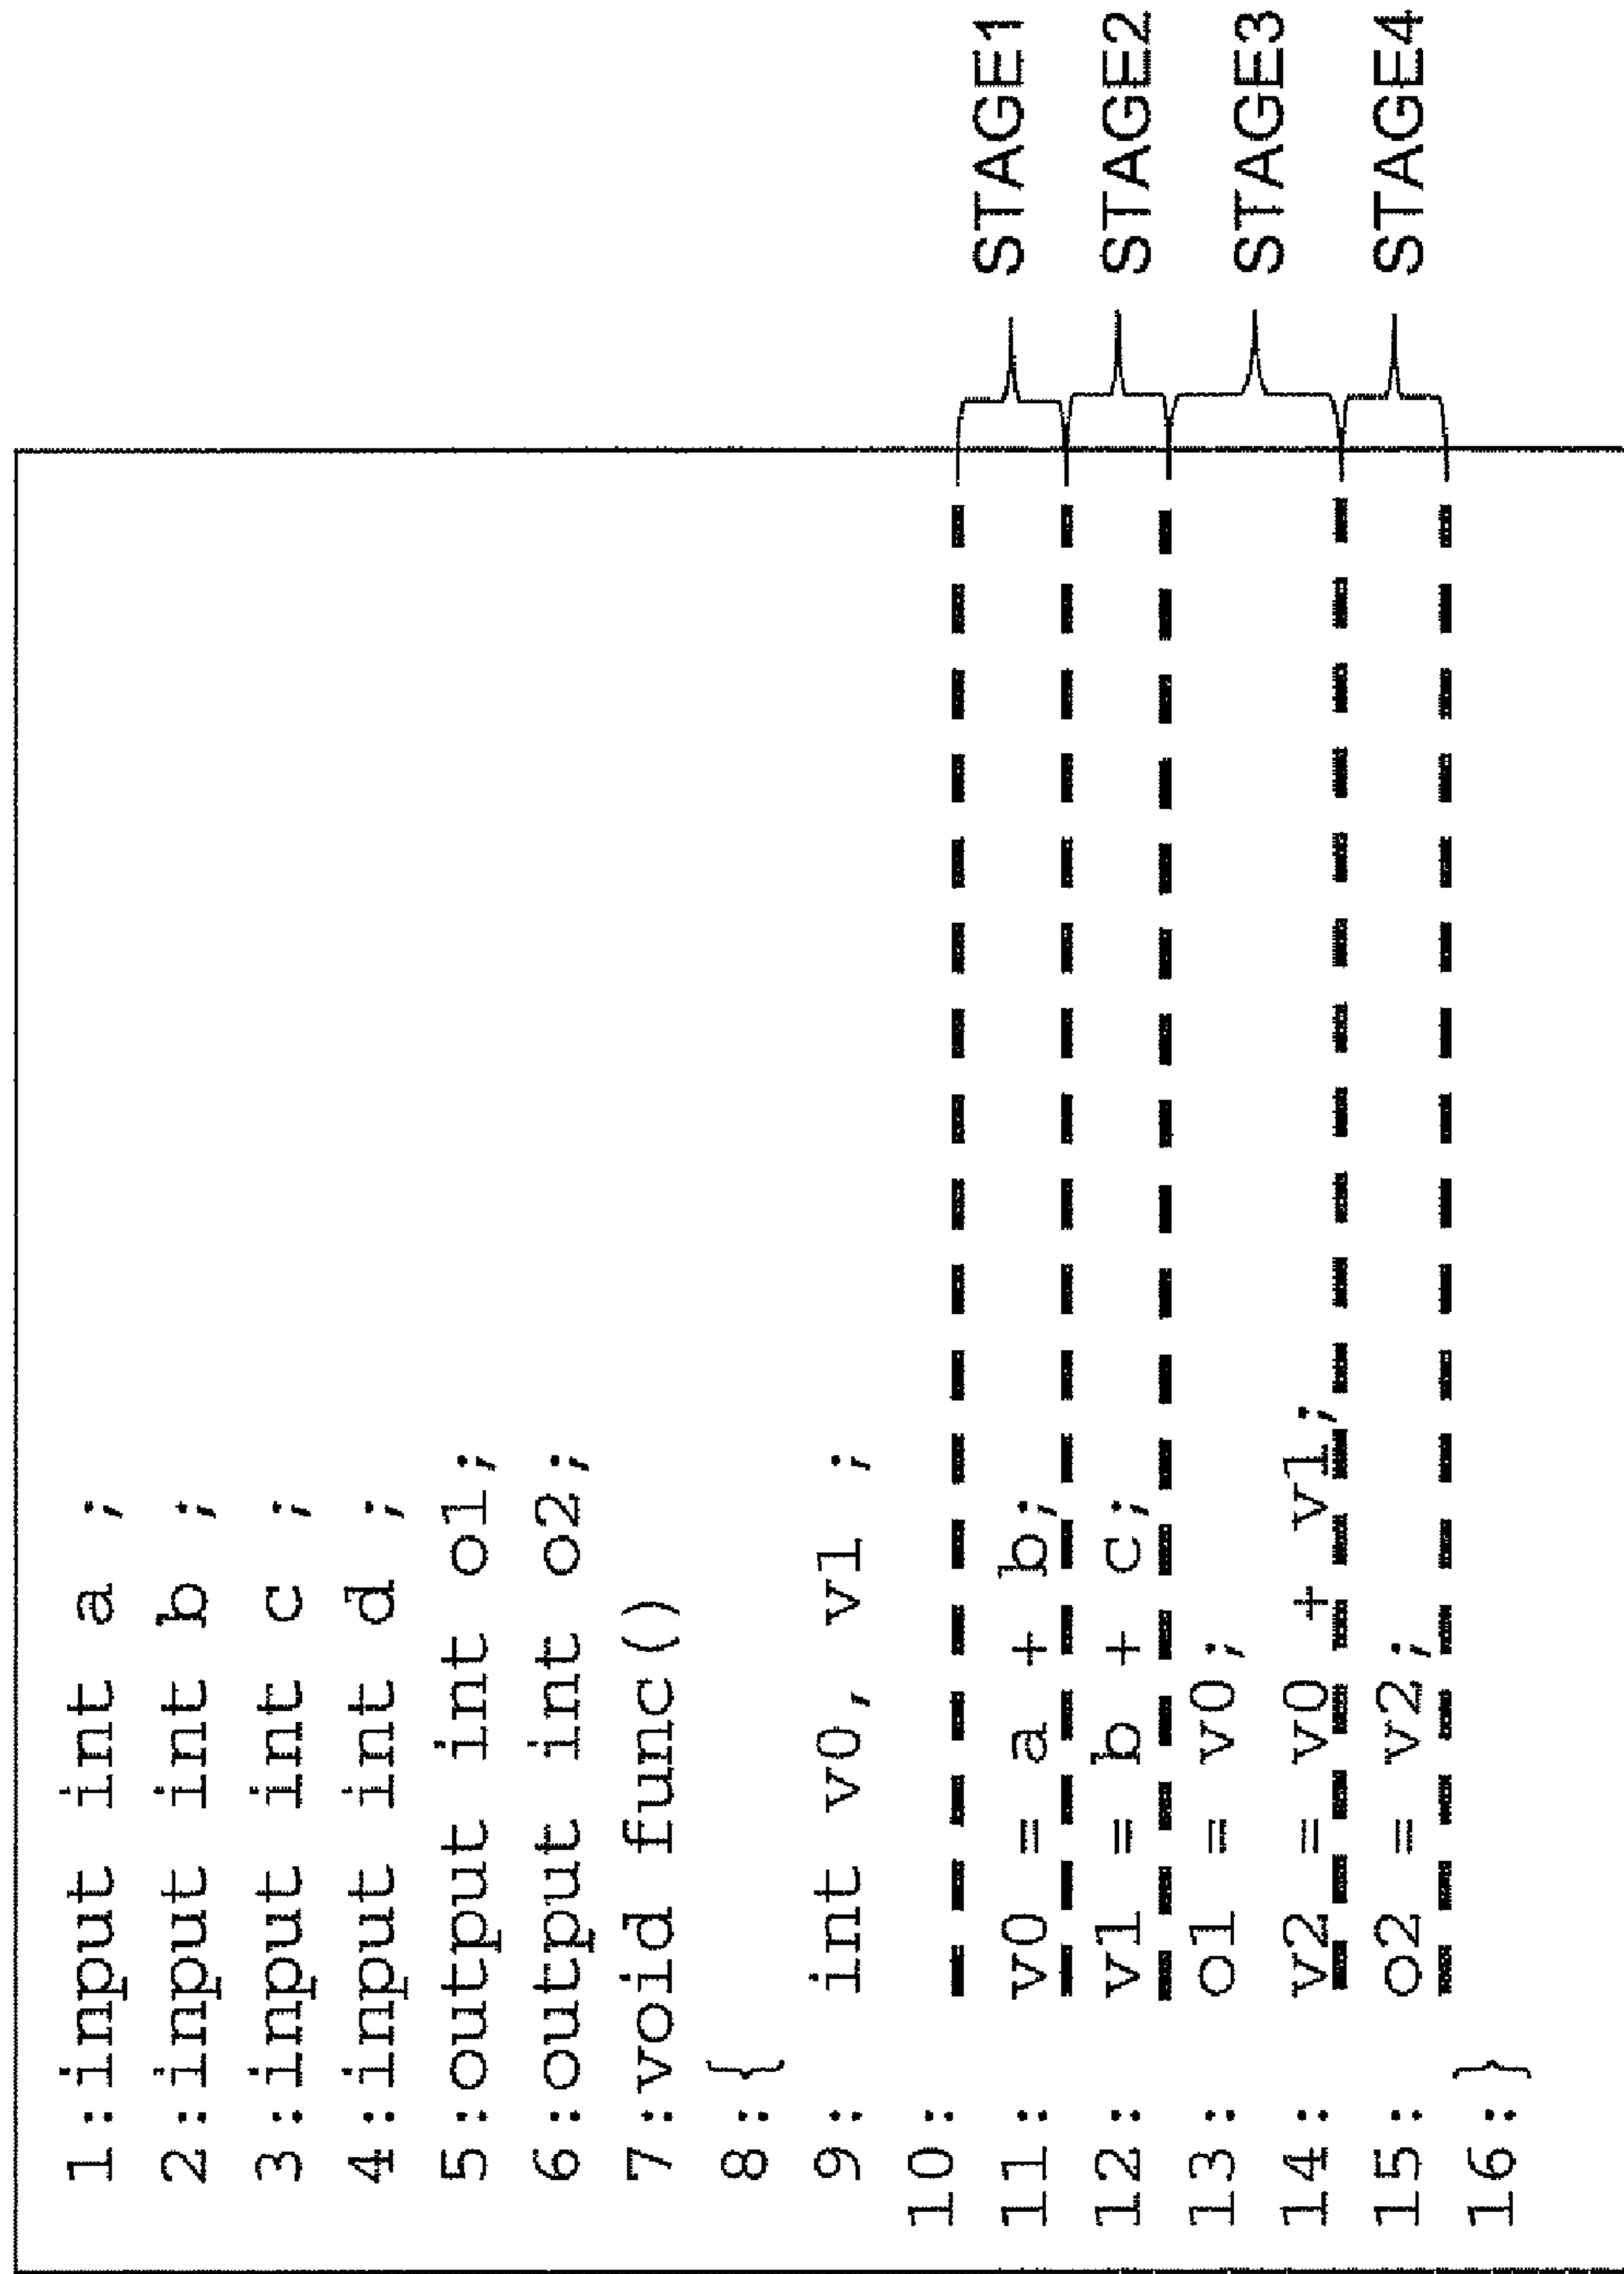 1:input int a ;
2:input int b ;
3:input int c ;
4:input int d ;
5:output int o1;
6:output int o2;
7:void func()
8:{
9: int v0, v1 ;
10:
11: v0 = a + b;
12: v1 = b + c;
13: o1 = v0;
14: v2 = v0 + v1;
15: o2 = v2;
16:}
STAGE1
STAGE2
STAGE3
STAGE4